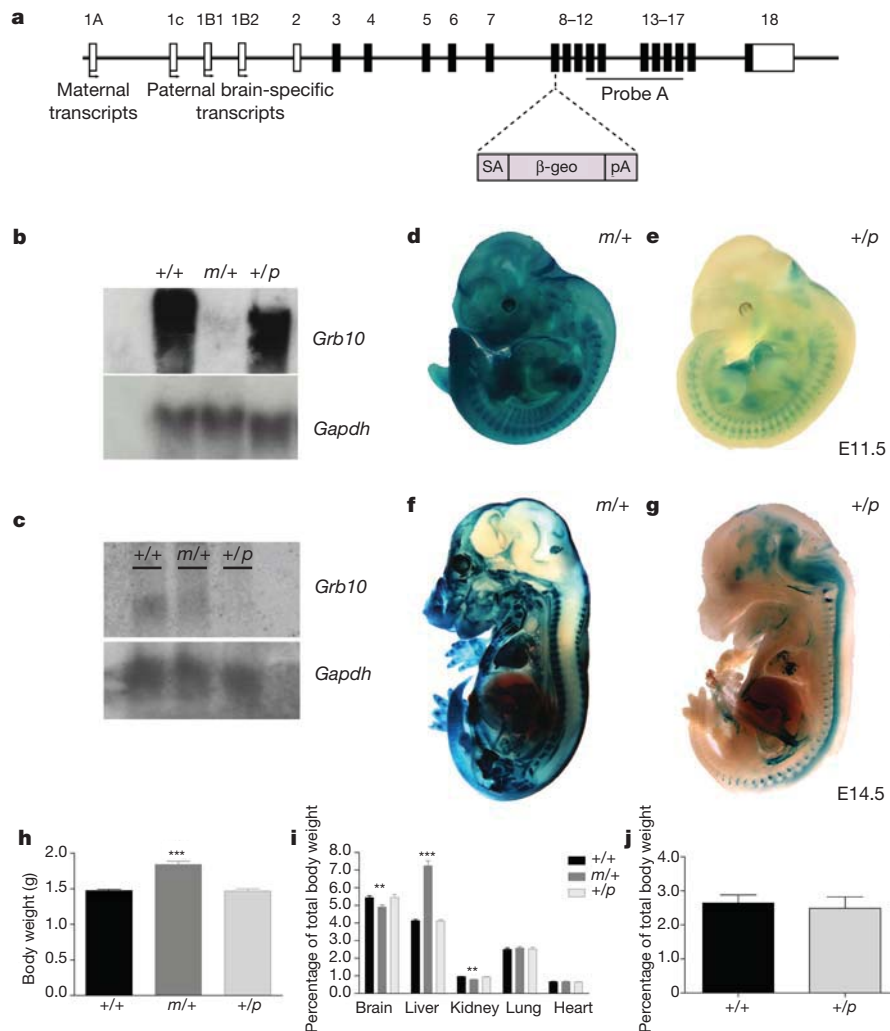 a
1A 1c 1B1 1B2 2 3 4 5 6 7 8–12 13–17 18
Maternal transcripts
Paternal brain-specific transcripts
Probe A
SA β-geo pA
b
+/+ m/+ +/p
Grb10
Gapdh
c
+/+ m/+ +/p
Grb10
Gapdh
d
m/+
e
+/p
E11.5
f
m/+
g
+/p
E14.5
h
Body weight (g)
2.0
1.5
1.0
0.5
0
***
+/+ m/+ +/p
i
Percentage of total body weight
8.0
7.0
6.0
5.0
4.0
3.0
2.0
1.0
0
** *** **
+/+
m/+
+/p
Brain Liver Kidney Lung Heart
j
Percentage of total body weight
4.0
3.0
2.0
1.0
0
+/+ +/p